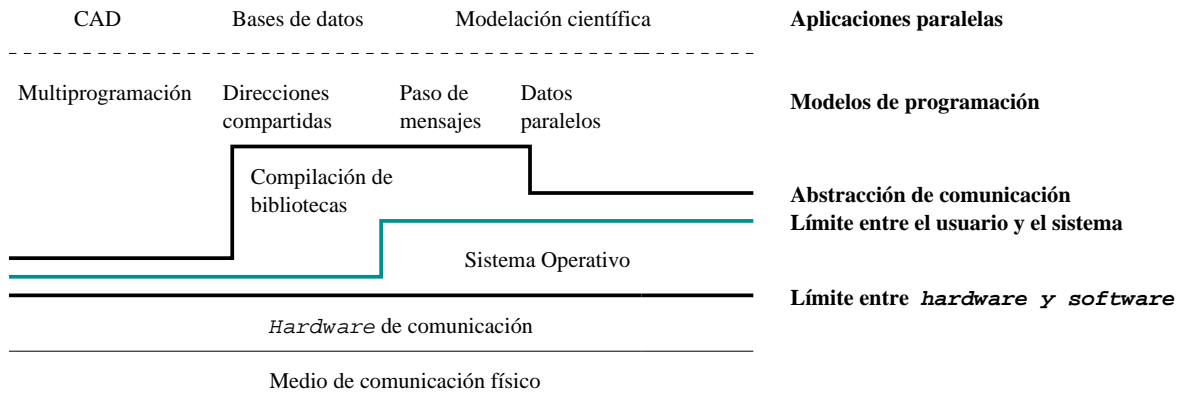 CAD Bases de datos Modelación científica Aplicaciones paralelas
Multiprogramación Direcciones compartidas Paso de mensajes Datos paralelos Modelos de programación
Compilación de bibliotecas
Abstracción de comunicación
Límite entre el usuario y el sistema
Sistema Operativo
Límite entre hardware y software
Hardware de comunicación
Medio de comunicación físico